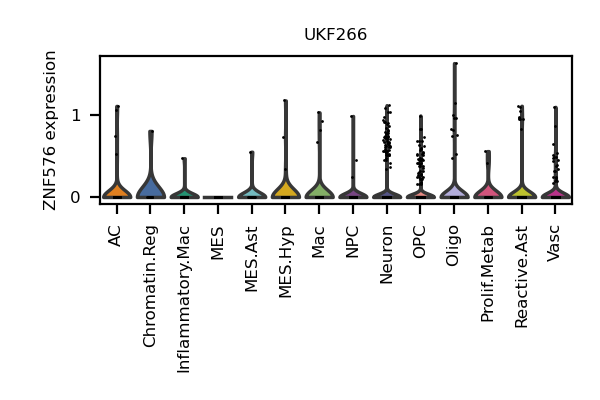 UKF266
ZNF576 expression
1
0
AC
Chromatin.Reg
Inflammatory.Mac
MES
MES.Ast
MES.Hyp
Mac
NPC
Neuron
OPC
Oligo
Prolif.Metab
Reactive.Ast
Vasc